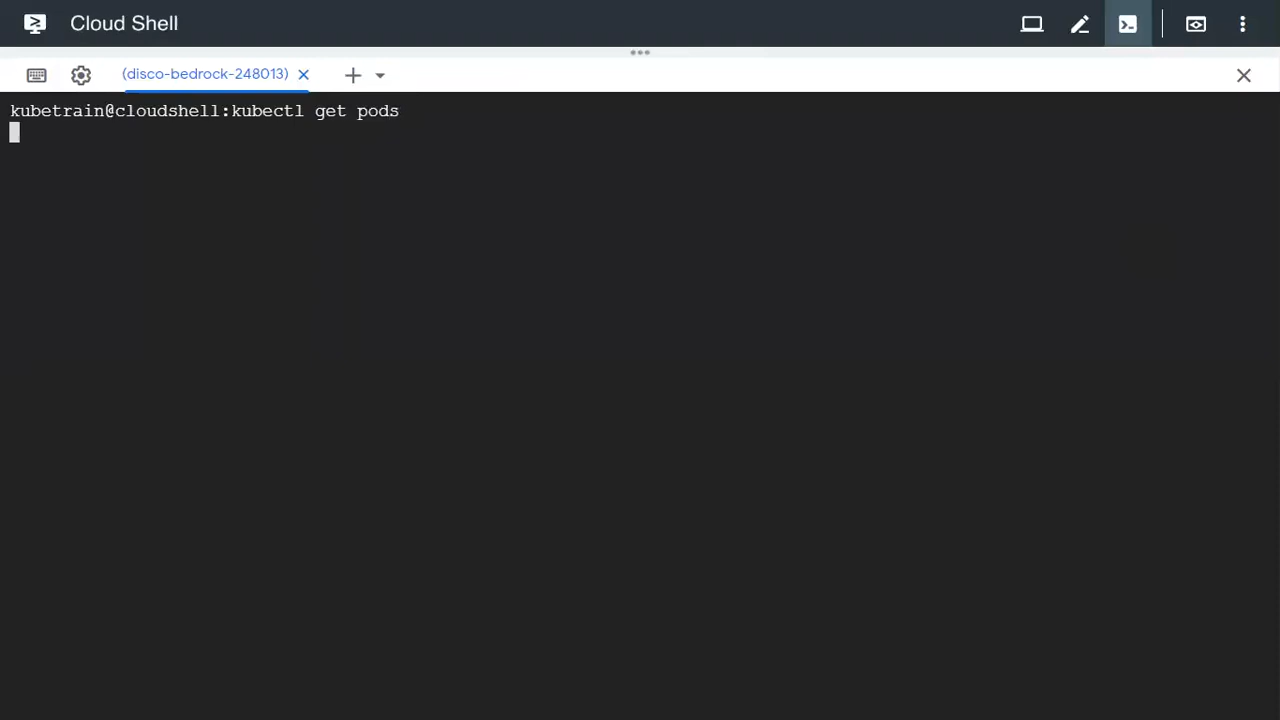 Cloud Shell
(disco-bedrock-248013)
kubetrain@cloudshell:kubectl get pods